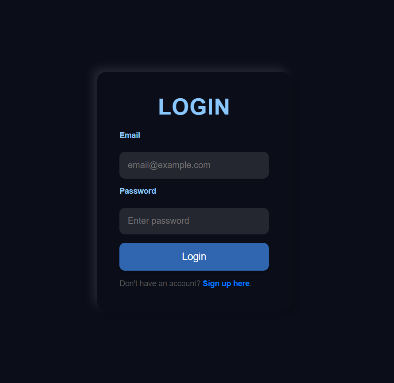 LOGIN
Email
email@example.com
Password
Enter password
Login
Don't have an account? Sign up here.